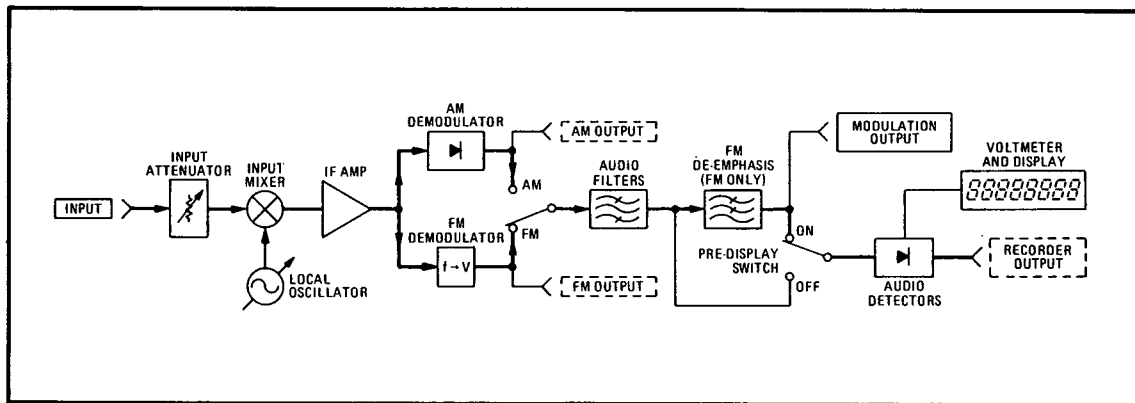 INPUT
INPUT
ATTENUATOR
INPUT
MIXER
LOCAL
OSCILLATOR
IF AMP
AM
DEMODULATOR
AM OUTPUT
AM
FM
FM
DEMODULATOR
f→V
FM OUTPUT
AUDIO
FILTERS
FM
DE-EMPHASIS
(FM ONLY)
MODULATION
OUTPUT
ON
PRE-DISPLAY
SWITCH
OFF
AUDIO
DETECTORS
VOLTMETER
AND DISPLAY
88888888
RECORDER
OUTPUT